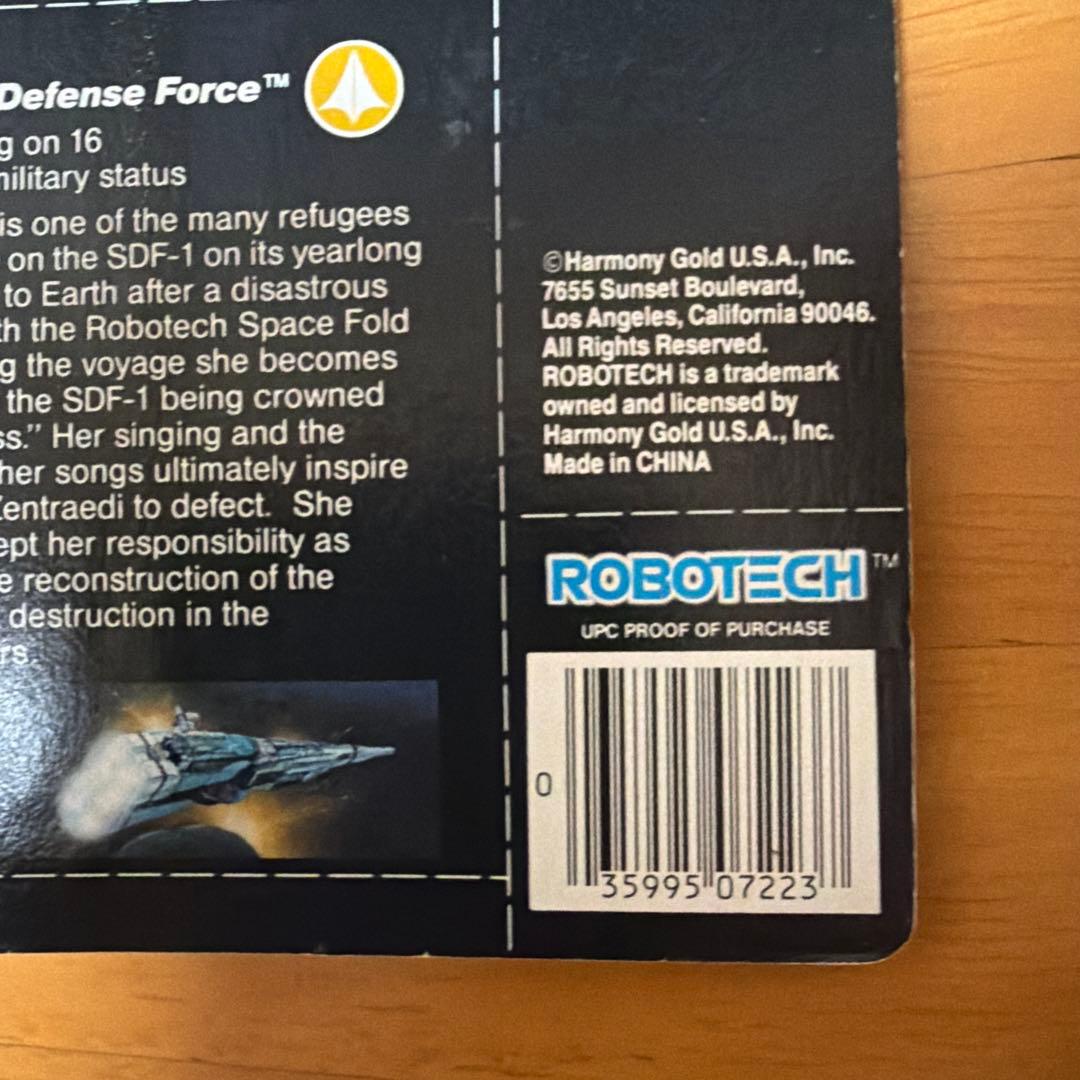 Defense Force™
g on 16
military status
is one of the many refugees
on the SDF-1 on its yearlong
to Earth after a disastrous
th the Robotech Space Fold
g the voyage she becomes
the SDF-1 being crowned
ss." Her singing and the
her songs ultimately inspire
Zentraedi to defect. She
ept her responsibility as
e reconstruction of the
destruction in the
rs.
©Harmony Gold U.S.A., Inc.
7655 Sunset Boulevard,
Los Angeles, California 90046.
All Rights Reserved.
ROBOTECH is a trademark
owned and licensed by
Harmony Gold U.S.A., Inc.
Made in CHINA
ROBOTECH™
UPC PROOF OF PURCHASE
0 35995 07223